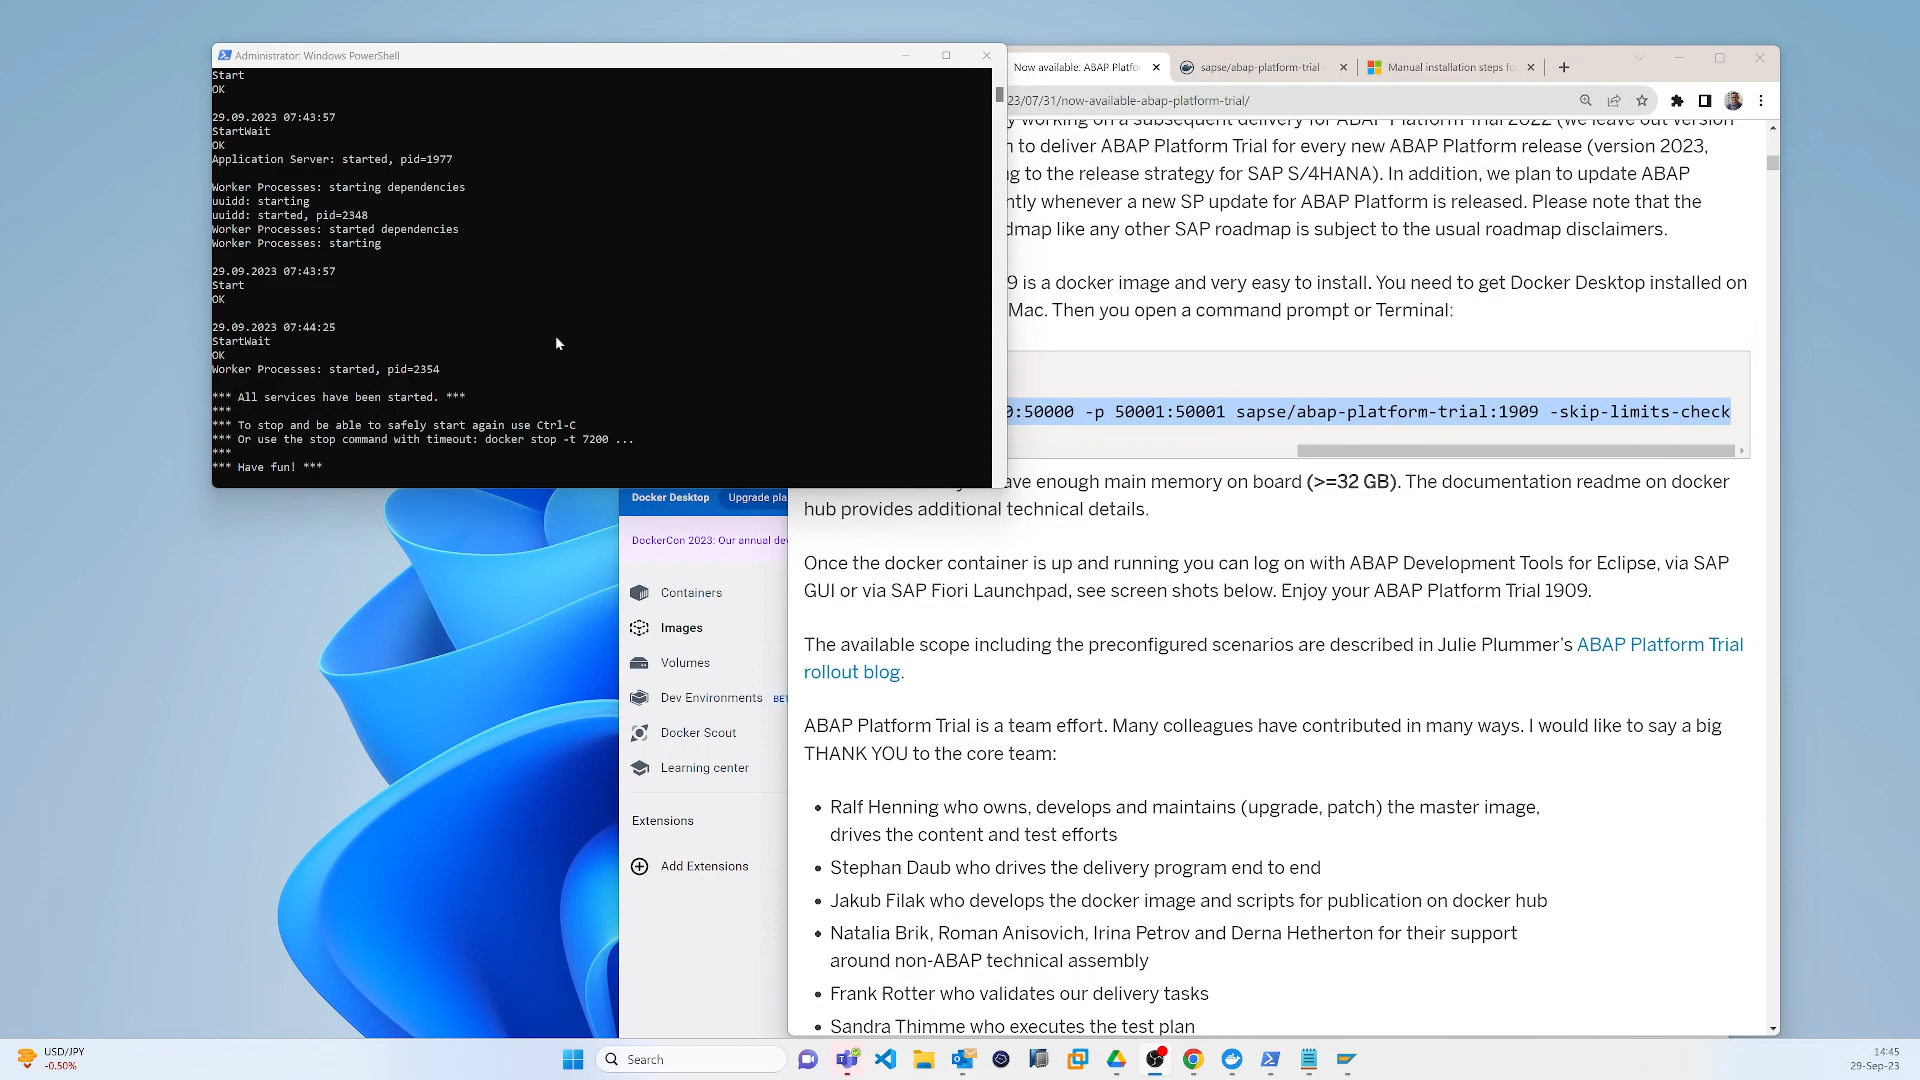 Administrator: Windows PowerShell
Start
OK
29.09.2023 07:43:57
StartWait
OK
Application Server: started, pid=1977
Worker Processes: starting dependencies
uuidd: starting
uuidd: started, pid=2348
Worker Processes: started dependencies
Worker Processes: starting
29.09.2023 07:43:57
Start
OK
29.09.2023 07:44:25
StartWait
OK
Worker Processes: started, pid=2354
*** All services have been started. ***
***
*** To stop and be able to safely start again use Ctrl-C
*** Or use the stop command with timeout: docker stop -t 7200 ...
***
*** Have fun! ***
Now available: ABAP Platfo
sapse/abap-platform-trial
Manual installation steps fo
23/07/31/now-available-abap-platform-trial/
y working on a subsequent delivery for ABAP Platform Trial 2022 (we leave out version
n to deliver ABAP Platform Trial for every new ABAP Platform release (version 2023,
g to the release strategy for SAP S/4HANA). In addition, we plan to update ABAP
ntly whenever a new SP update for ABAP Platform is released. Please note that the
dmap like any other SAP roadmap is subject to the usual roadmap disclaimers.
9 is a docker image and very easy to install. You need to get Docker Desktop installed on
Mac. Then you open a command prompt or Terminal:
0:50000 -p 50001:50001 sapse/abap-platform-trial:1909 -skip-limits-check
ave enough main memory on board (>=32 GB). The documentation readme on docker
hub provides additional technical details.
Once the docker container is up and running you can log on with ABAP Development Tools for Eclipse, via SAP
GUI or via SAP Fiori Launchpad, see screen shots below. Enjoy your ABAP Platform Trial 1909.
The available scope including the preconfigured scenarios are described in Julie Plummer’s ABAP Platform Trial
rollout blog.
ABAP Platform Trial is a team effort. Many colleagues have contributed in many ways. I would like to say a big
THANK YOU to the core team:
• Ralf Henning who owns, develops and maintains (upgrade, patch) the master image,
drives the content and test efforts
• Stephan Daub who drives the delivery program end to end
• Jakub Filak who develops the docker image and scripts for publication on docker hub
• Natalia Brik, Roman Anisovich, Irina Petrov and Derna Hetherton for their support
around non-ABAP technical assembly
• Frank Rotter who validates our delivery tasks
• Sandra Thimme who executes the test plan
Docker Desktop
Upgrade pla
DockerCon 2023: Our annual dev
Containers
Images
Volumes
Dev Environments BET
Docker Scout
Learning center
Extensions
Add Extensions
USD/JPY
-0.50%
Search
14:45
29-Sep-23